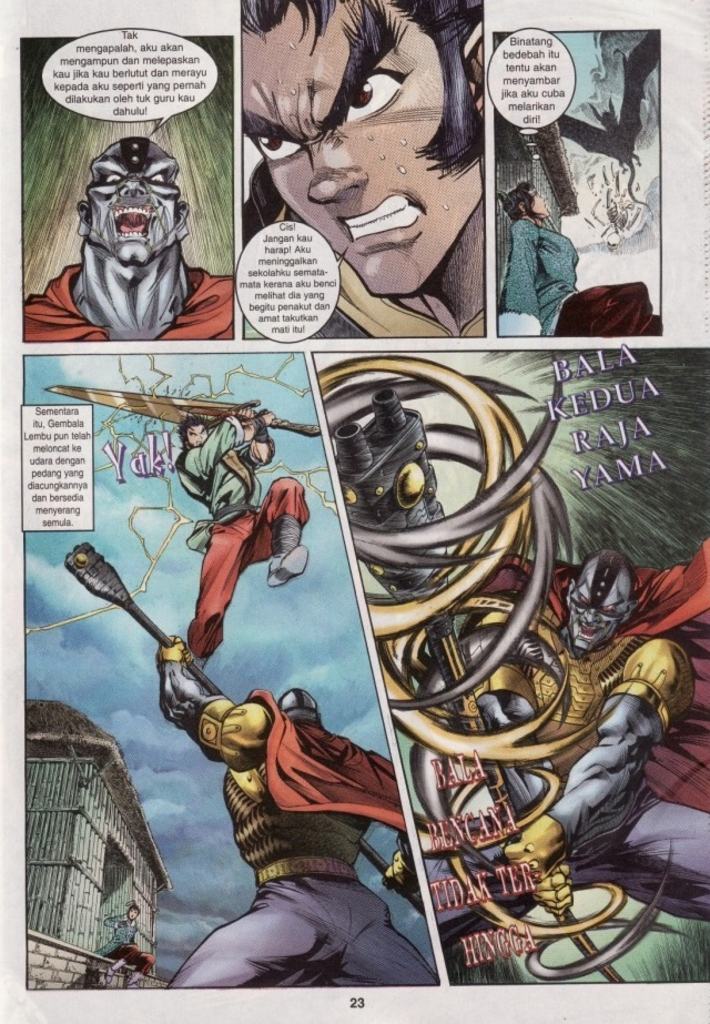 Tak
mengapalah, aku akan
mengampun dan melepaskan
kau jika kau berlutut dan merayu
kepada aku seperti yang pernah
dilakukan oleh tuk guru kau
dahulu!
Cis!
Jangan kau
harap! Aku
meninggalkan
sekolahku semata-
mata kerana aku benci
melihat dia yang
begitu penakut dan
amat takutkan
mati itu!
Binatang
bedebah itu
tentu akan
menyambar
jika aku cuba
melarikan
diri!
Sementara
itu, Gembala
Lembu pun telah
meloncat ke
udara dengan
pedang yang
diacungkannya
dan bersedia
menyerang
semula.
Yak!
BALA
KEDUA
RAJA
YAMA
BALA
BENCANA
TIDAK TER-
HINGGA
23